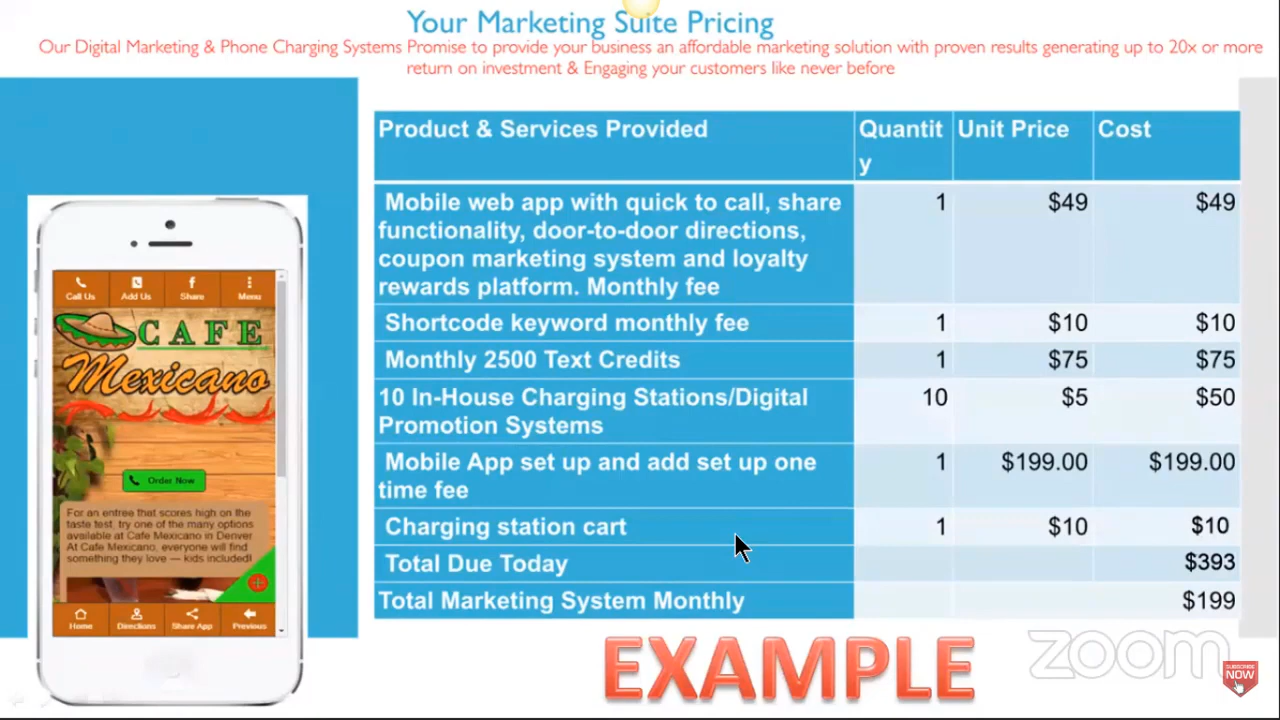 Your Marketing Suite Pricing
Our Digital Marketing & Phone Charging Systems Promise to provide your business an affordable marketing solution with proven results generating up to 20x or more
return on investment & Engaging your customers like never before
Product & Services Provided Quantit Unit Price Cost
y
Mobile web app with quick to call, share 1 $49 $49
functionality, door-to-door directions,
coupon marketing system and loyalty
rewards platform. Monthly fee
Shortcode keyword monthly fee 1 $10 $10
Monthly 2500 Text Credits 1 $75 $75
10 In-House Charging Stations/Digital 10 $5 $50
Promotion Systems
Mobile App set up and add set up one 1 $199.00 $199.00
time fee
Charging station cart 1 $10 $10
Total Due Today $393
Total Marketing System Monthly $199
Call Us Add Us Share Menu
CAFE
Mexicano
Order Now
For an entree that scores high on the
taste test, try one of the many options
available at Cafe Mexicano in Denver
At Cafe Mexicano, everyone will find
something they love — kids included!
Home Directions Share App Previous
EXAMPLE
zoom
SUBSCRIBE
NOW